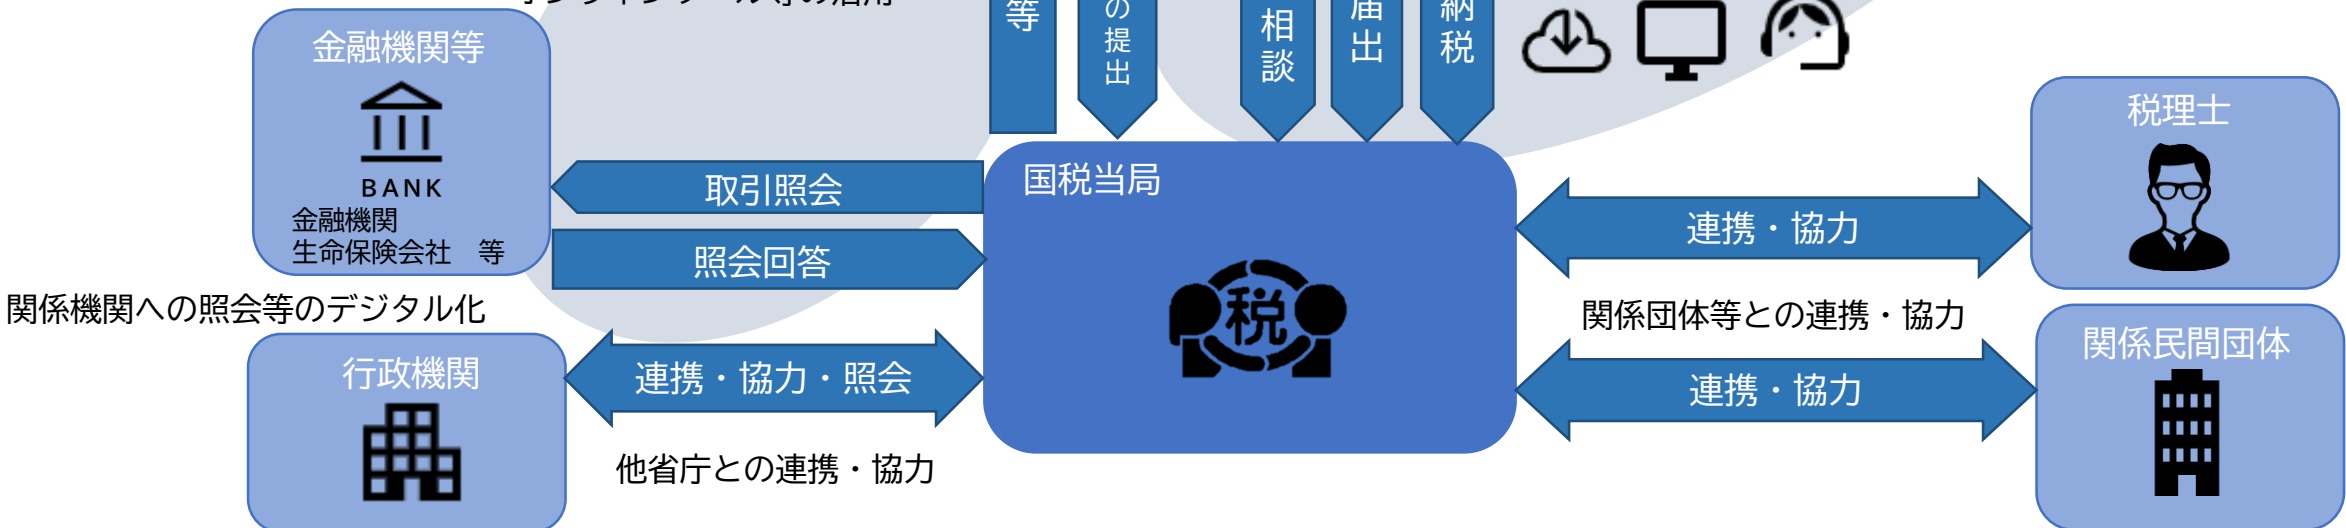 の活用
金融機関等
BANK
金融機関
生命保険会社　等
等
の提出
相談
届出
納税
取引照会
照会回答
国税当局
税
税理士
連携・協力
関係機関への照会等のデジタル化
関係団体等との連携・協力
行政機関
連携・協力・照会
関係民間団体
連携・協力
他省庁との連携・協力